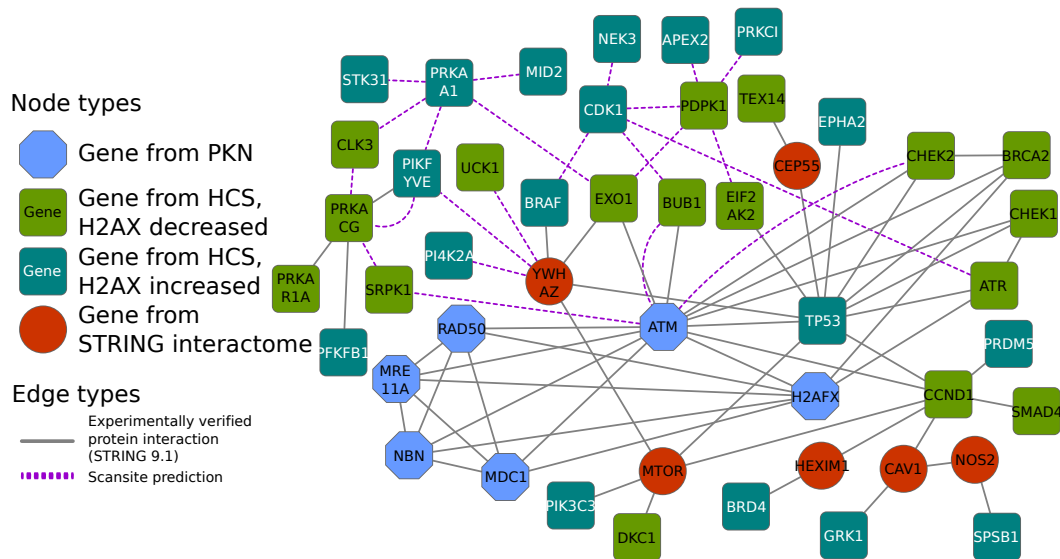 Node types
Gene from PKN
Gene
Gene from HCS,
H2AX decreased
Gene
Gene from HCS,
H2AX increased
Gene from
STRING interactome
Edge types
Experimentally verified
protein interaction
(STRING 9.1)
Scansite prediction
NEK3
APEX2
PRKCI
STK31
PRKA
A1
MID2
CDK1
PDPK1
TEX14
EPHA2
CLK3
PIKF
YVE
UCK1
CEP55
CHEK2
BRCA2
PRKA
CG
BRAF
EXO1
BUB1
EIF2
AK2
CHEK1
PRKA
R1A
SRPK1
PI4K2A
YWH
AZ
ATR
RAD50
ATM
TP53
PFKFB1
MRE
11A
PRDM5
H2AFX
CCND1
SMAD4
NBN
MDC1
MTOR
HEXIM1
CAV1
NOS2
PIK3C3
BRD4
DKC1
GRK1
SPSB1